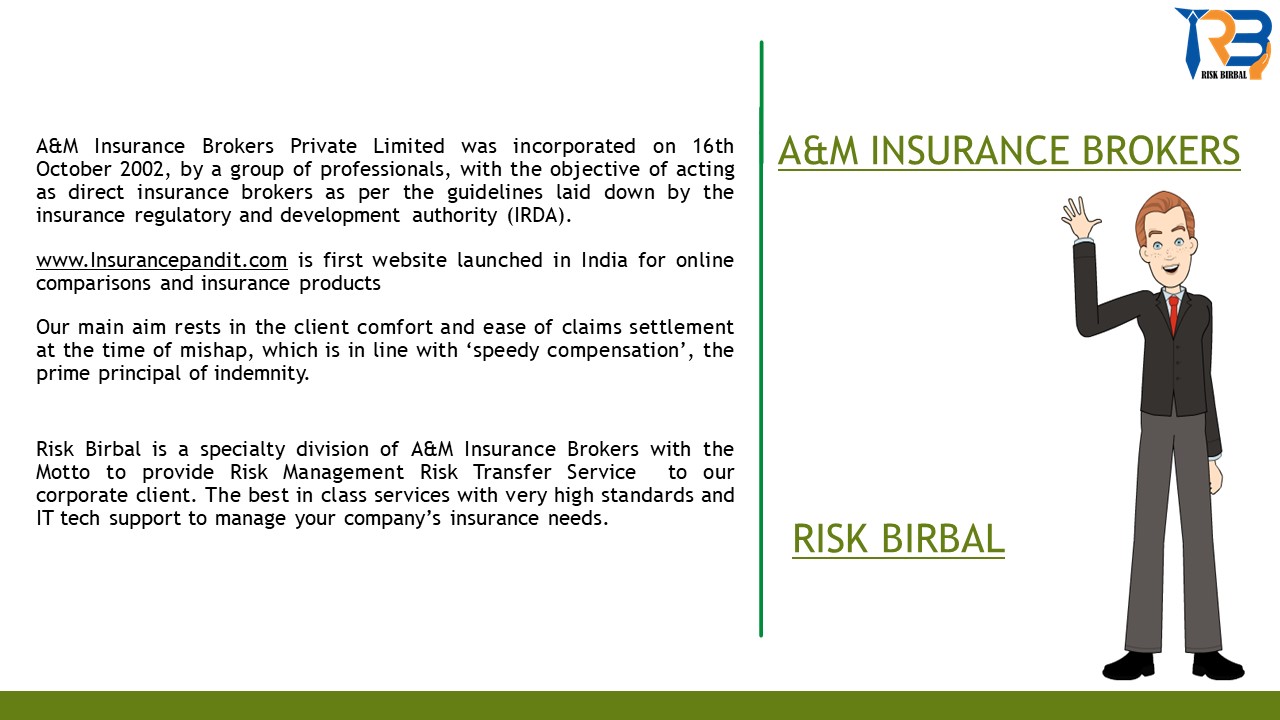 RB
RISK BIRBAL
A&M Insurance Brokers Private Limited was incorporated on 16th
October 2002, by a group of professionals, with the objective of acting
as direct insurance brokers as per the guidelines laid down by the
insurance regulatory and development authority (IRDA).
www.Insurancepandit.com is first website launched in India for online
comparisons and insurance products
Our main aim rests in the client comfort and ease of claims settlement
at the time of mishap, which is in line with ‘speedy compensation’, the
prime principal of indemnity.
Risk Birbal is a specialty division of A&M Insurance Brokers with the
Motto to provide Risk Management Risk Transfer Service to our
corporate client. The best in class services with very high standards and
IT tech support to manage your company’s insurance needs.
A&M INSURANCE BROKERS
RISK BIRBAL